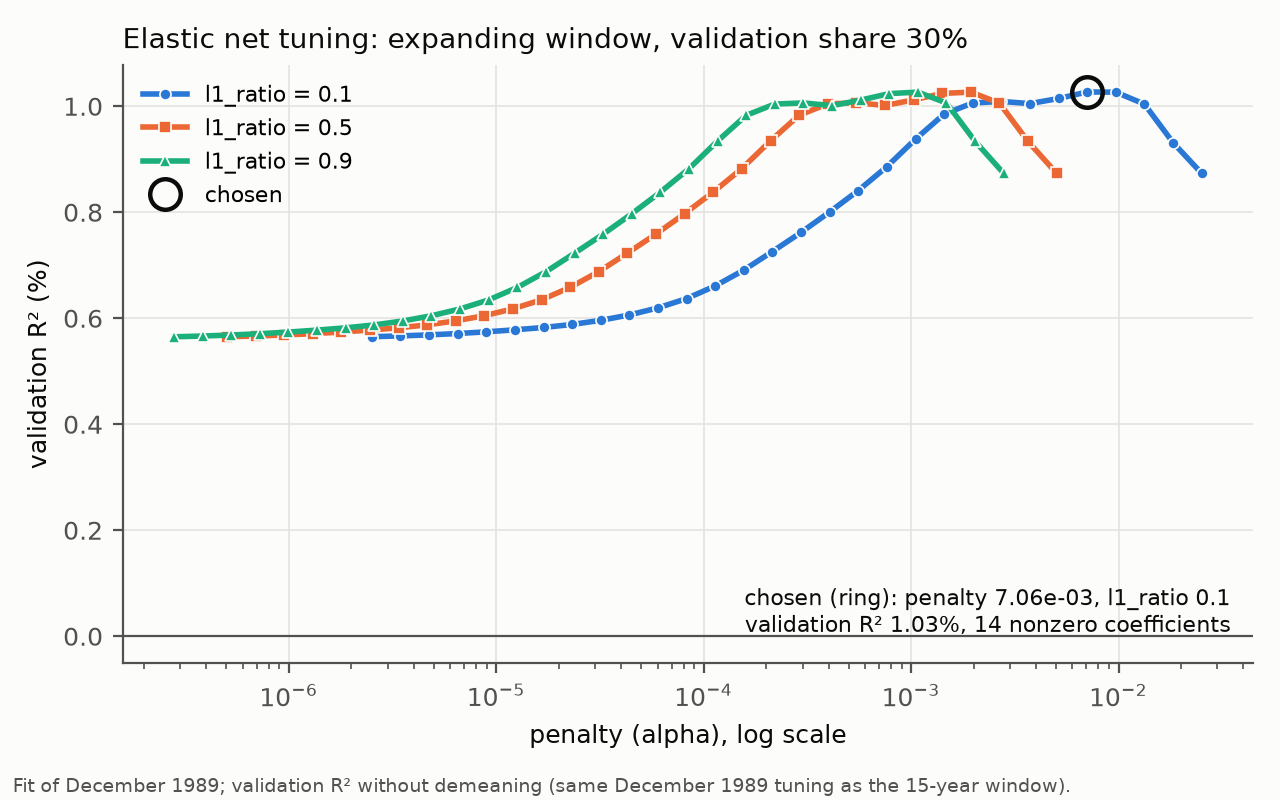 Elastic net tuning: expanding window, validation share 30%
l1_ratio = 0.1
l1_ratio = 0.5
l1_ratio = 0.9
chosen
1.0
0.8
0.6
0.4
0.2
0.0
validation R² (%)
chosen (ring): penalty 7.06e-03, l1_ratio 0.1
validation R² 1.03%, 14 nonzero coefficients
10⁻⁶ 10⁻⁵ 10⁻⁴ 10⁻³ 10⁻²
penalty (alpha), log scale
Fit of December 1989; validation R² without demeaning (same December 1989 tuning as the 15-year window).